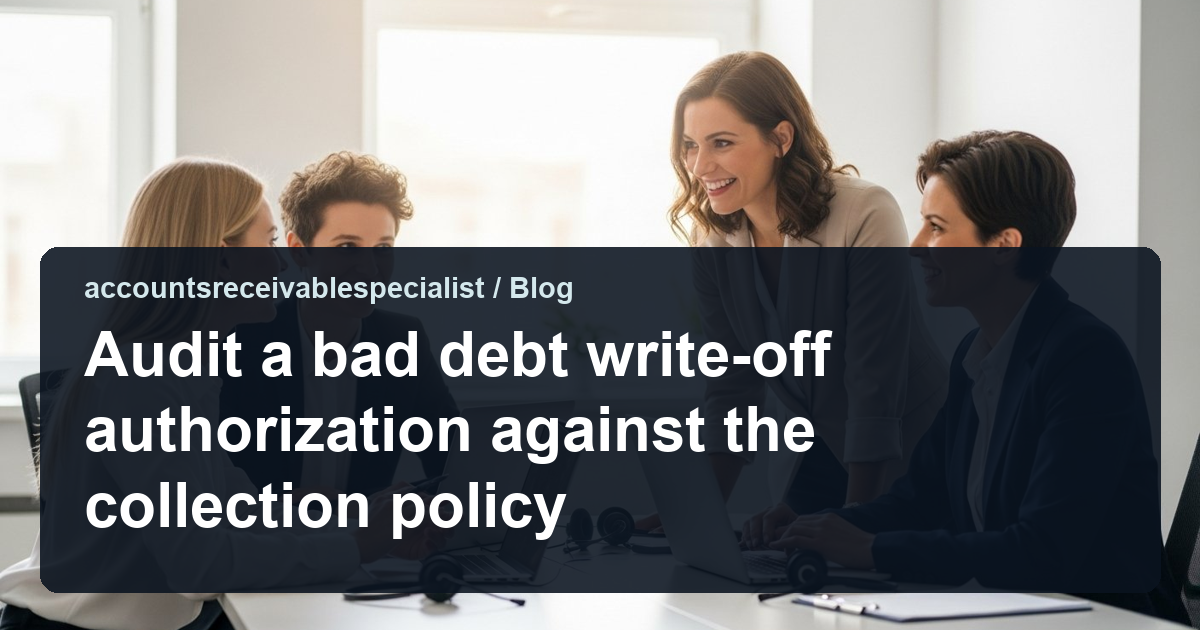 accountsreceivablespecialist / Blog
Audit a bad debt write-off
authorization against the
collection policy